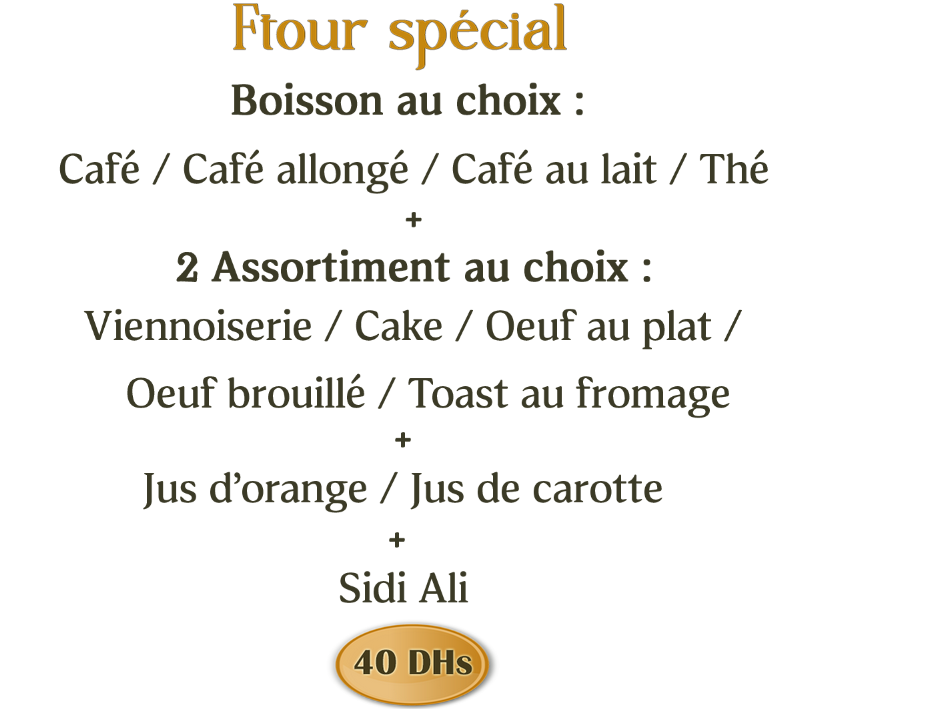 Ftour spécial
Boisson au choix :
Café / Café allongé / Café au lait / Thé
+
2 Assortiment au choix :
Viennoiserie / Cake / Oeuf au plat /
Oeuf brouillé / Toast au fromage
+
Jus d’orange / Jus de carotte
+
Sidi Ali
40 DHs